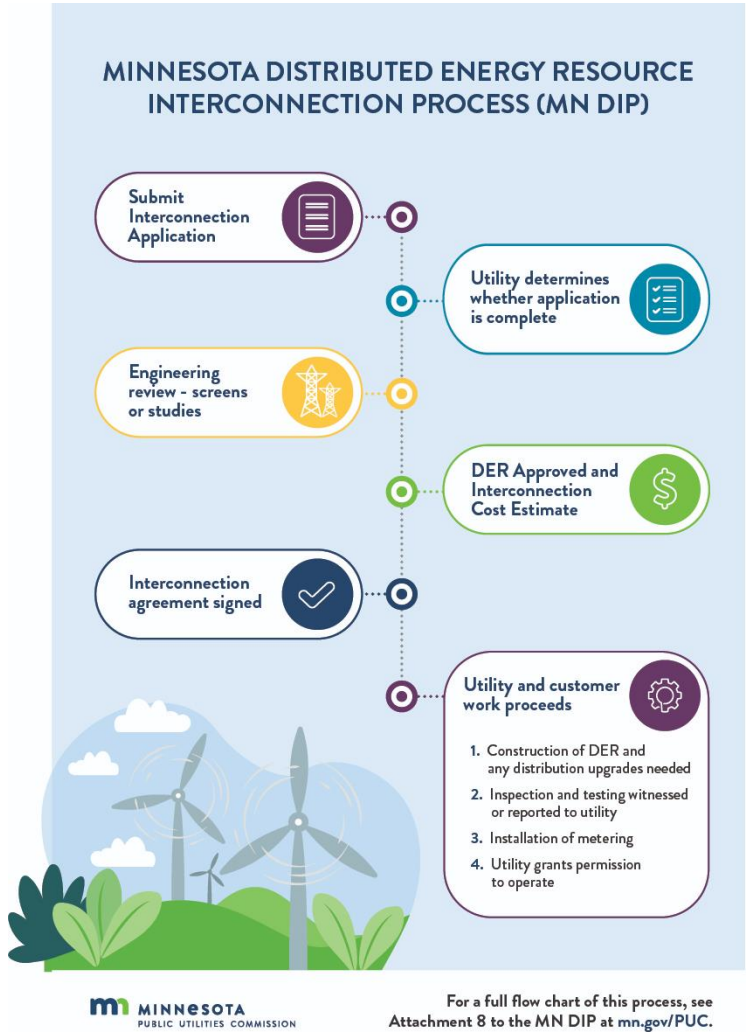 MINNESOTA DISTRIBUTED ENERGY RESOURCE
INTERCONNECTION PROCESS (MN DIP)
Submit
Interconnection
Application
Utility determines
whether application
is complete
Engineering
review - screens
or studies
DER Approved and
Interconnection
Cost Estimate
Interconnection
agreement signed
Utility and customer
work proceeds
1. Construction of DER and
any distribution upgrades needed
2. Inspection and testing witnessed
or reported to utility
3. Installation of metering
4. Utility grants permission
to operate
mn MINNESOTA
PUBLIC UTILITIES COMMISSION
For a full flow chart of this process, see
Attachment 8 to the MN DIP at mn.gov/PUC.